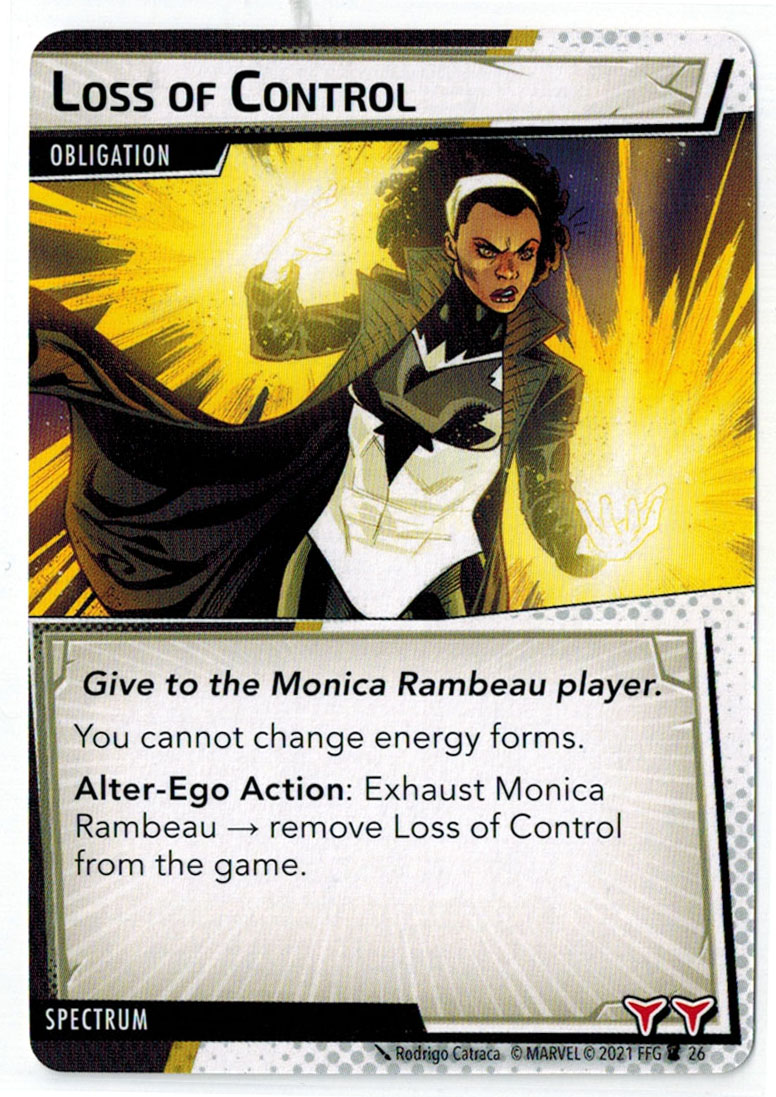 LOSS OF CONTROL
OBLIGATION
Give to the Monica Rambeau player.
You cannot change energy forms.
Alter-Ego Action: Exhaust Monica
Rambeau → remove Loss of Control
from the game.
SPECTRUM
Rodrigo Catraca © MARVEL © 2021 FFG 26